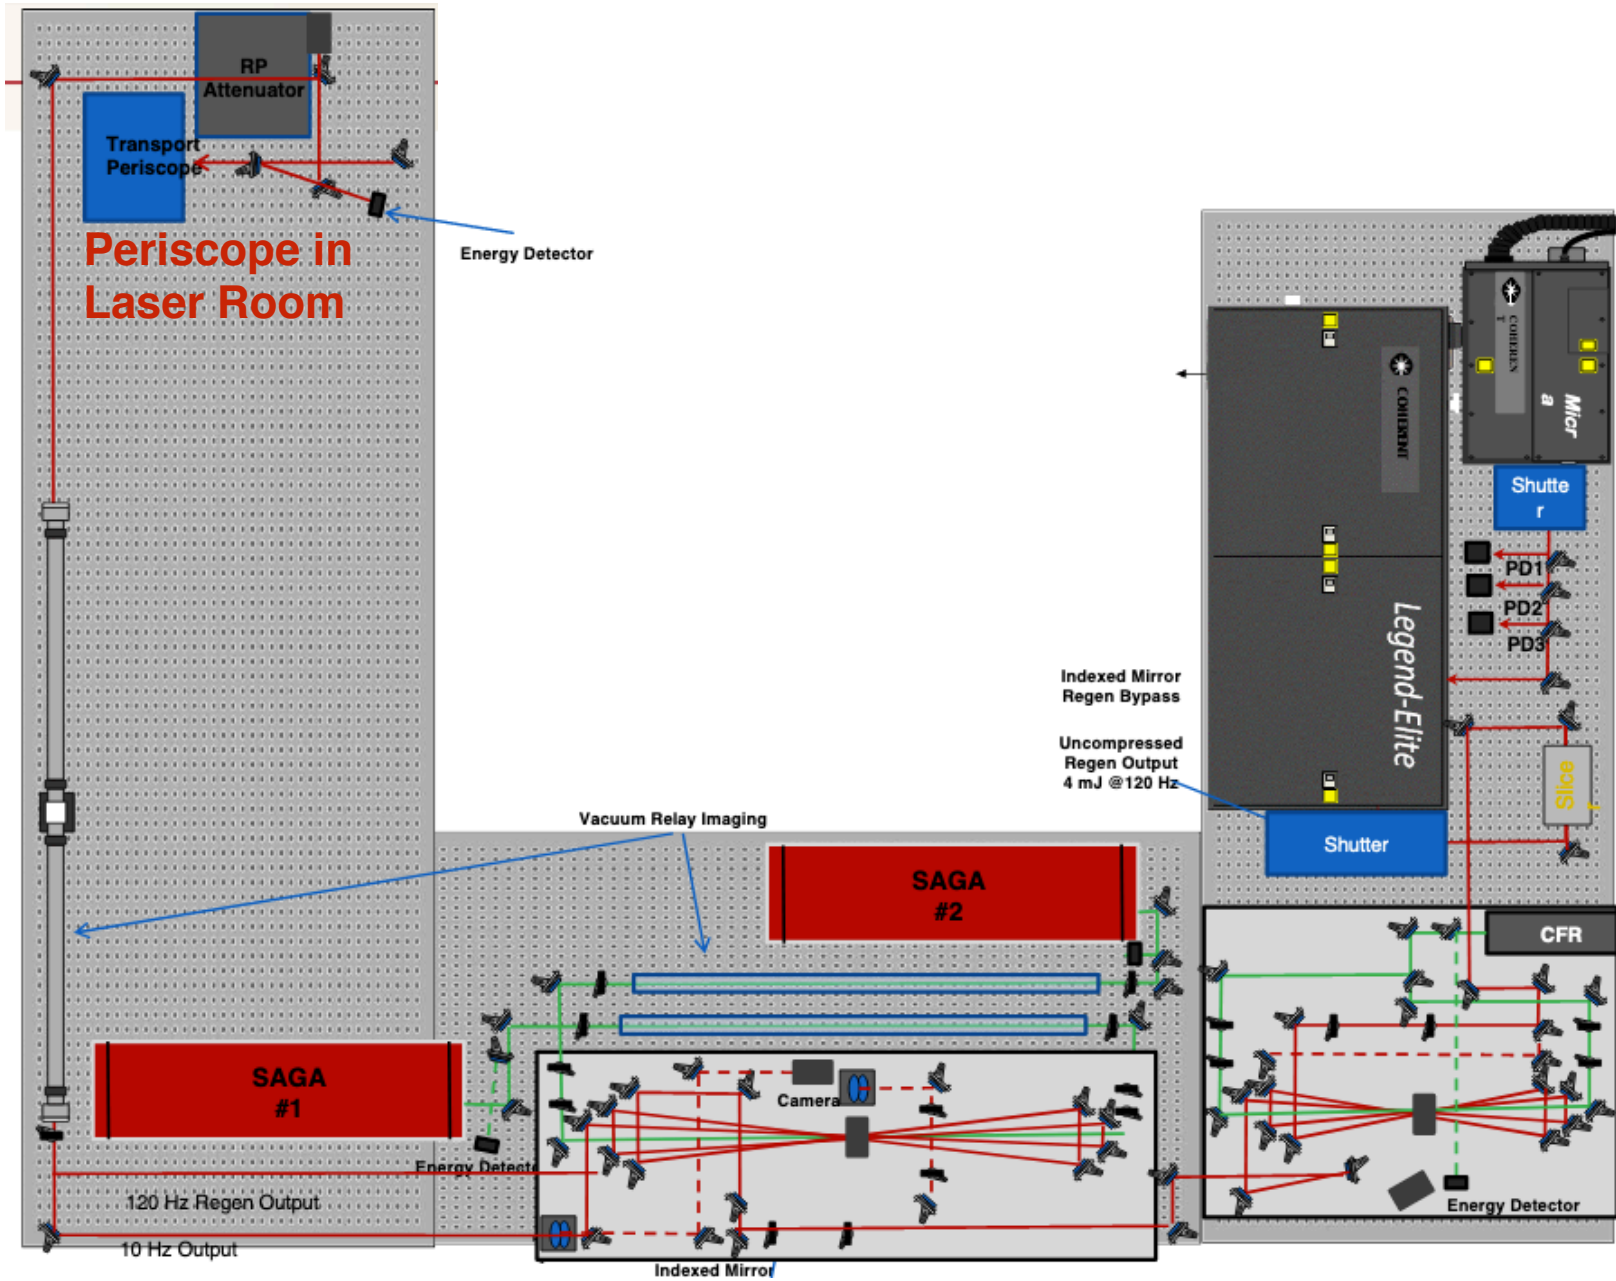 RP
Attenuator
Transport
Periscope
Periscope in
Laser Room
Energy Detector
COHEREN
T
Micr
a
COHERENT
Shutte
r
PD1
PD2
PD3
Legend-Elite
Indexed Mirror
Regen Bypass
Uncompressed
Regen Output
4 mJ @120 Hz
Slice
r
Shutter
Vacuum Relay Imaging
SAGA
#2
CFR
SAGA
#1
Camera
Energy Detecto
120 Hz Regen Output
10 Hz Output
Energy Detector
Indexed Mirror